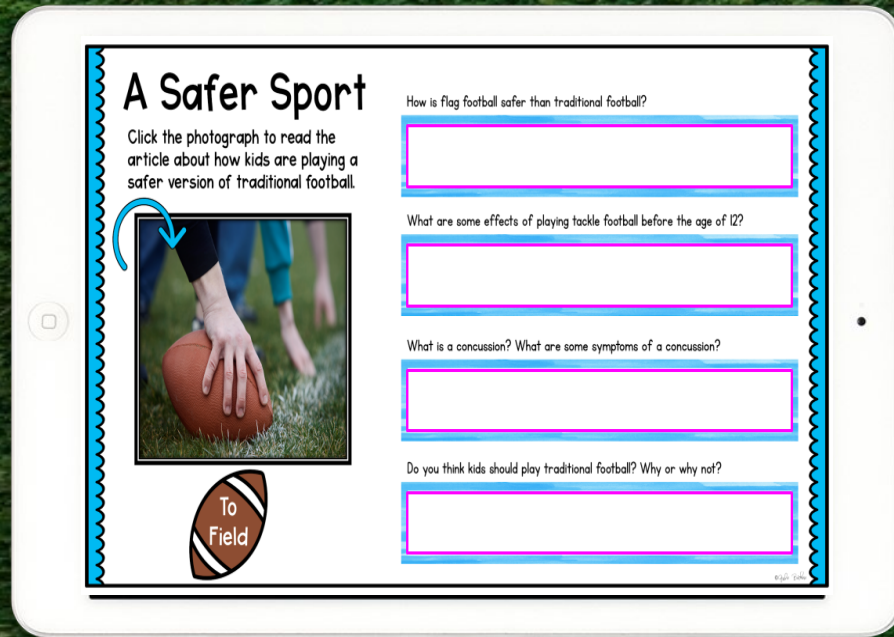 A Safer Sport
Click the photograph to read the
article about how kids are playing a
safer version of traditional football.
To
Field
How is flag football safer than traditional football?
What are some effects of playing tackle football before the age of 12?
What is a concussion? What are some symptoms of a concussion?
Do you think kids should play traditional football? Why or why not?